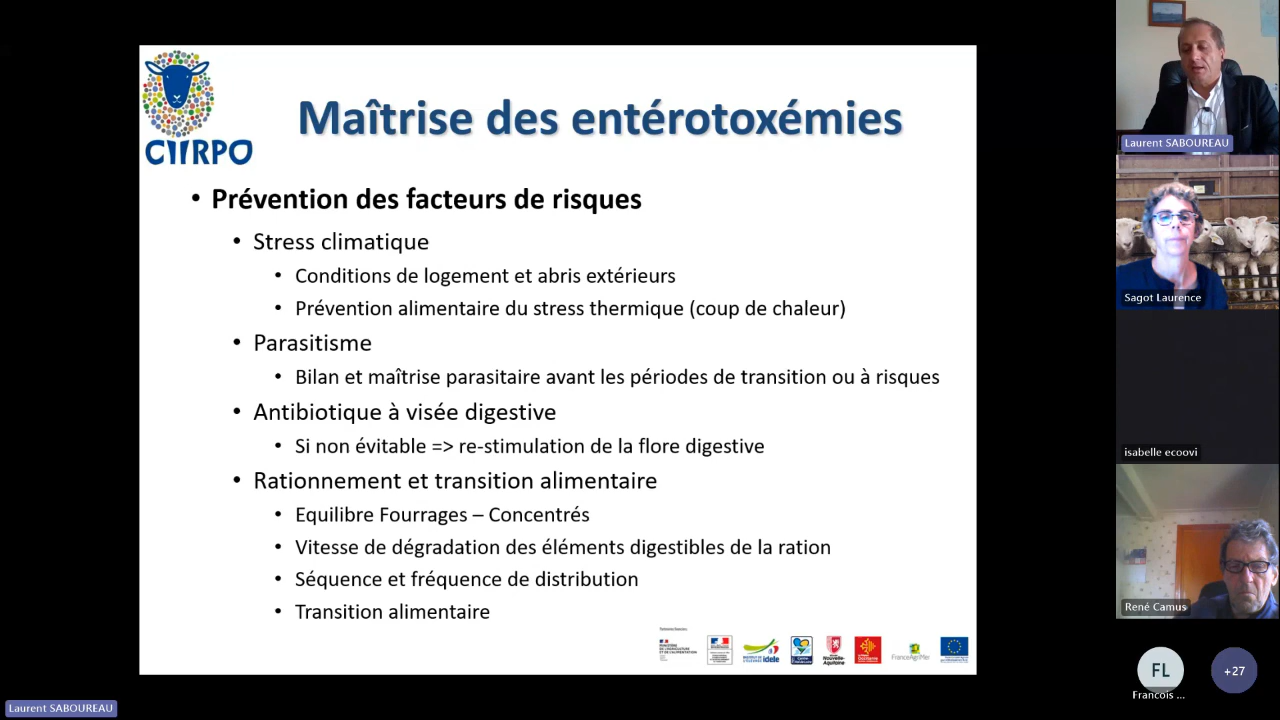 CIIRPO
Maîtrise des entérotoxémies
• Prévention des facteurs de risques
• Stress climatique
• Conditions de logement et abris extérieurs
• Prévention alimentaire du stress thermique (coup de chaleur)
• Parasitisme
• Bilan et maîtrise parasitaire avant les périodes de transition ou à risques
• Antibiotique à visée digestive
• Si non évitable => re-stimulation de la flore digestive
• Rationnement et transition alimentaire
• Equilibre Fourrages – Concentrés
• Vitesse de dégradation des éléments digestibles de la ration
• Séquence et fréquence de distribution
• Transition alimentaire
idele
Nouvelle-
Aquitaine
FranceAgriMer
Laurent SABOUREAU
Sagot Laurence
isabelle ecoovi
René Camus
FL
Francois ...
+27
Laurent SABOUREAU